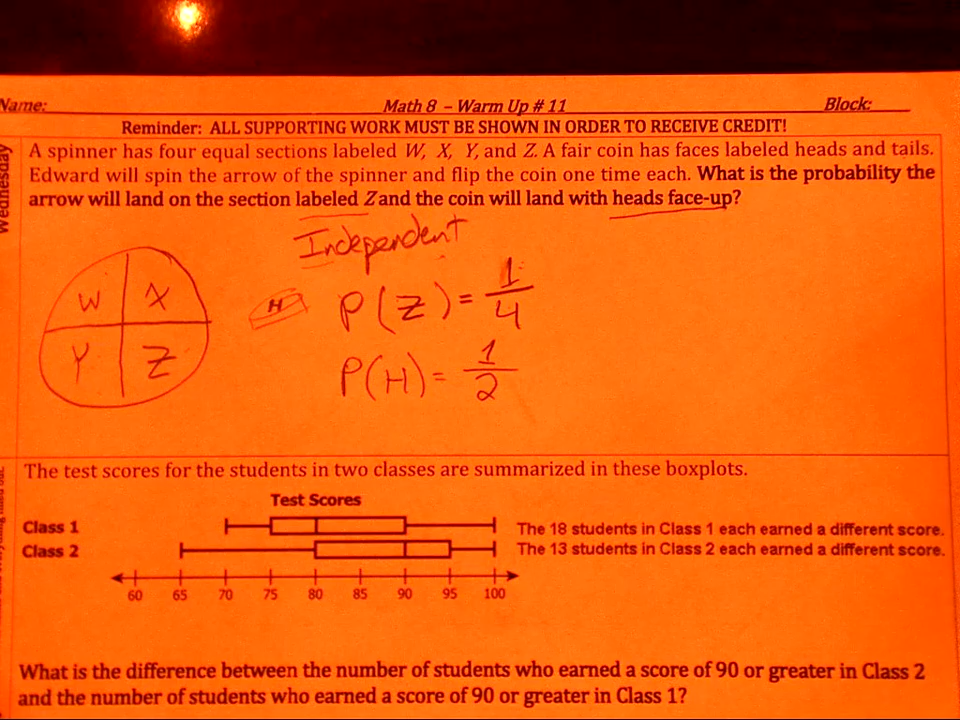 Name: Math 8 – Warm Up # 11 Block:
Reminder: ALL SUPPORTING WORK MUST BE SHOWN IN ORDER TO RECEIVE CREDIT!
Wednesday
A spinner has four equal sections labeled W, X, Y, and Z. A fair coin has faces labeled heads and tails.
Edward will spin the arrow of the spinner and flip the coin one time each. What is the probability the
arrow will land on the section labeled Z and the coin will land with heads face-up?
Independent
W X
Y Z
H
P(Z) = 1/4
P(H) = 1/2
The test scores for the students in two classes are summarized in these boxplots.
Test Scores
Class 1 The 18 students in Class 1 each earned a different score.
Class 2 The 13 students in Class 2 each earned a different score.
60 65 70 75 80 85 90 95 100
What is the difference between the number of students who earned a score of 90 or greater in Class 2
and the number of students who earned a score of 90 or greater in Class 1?